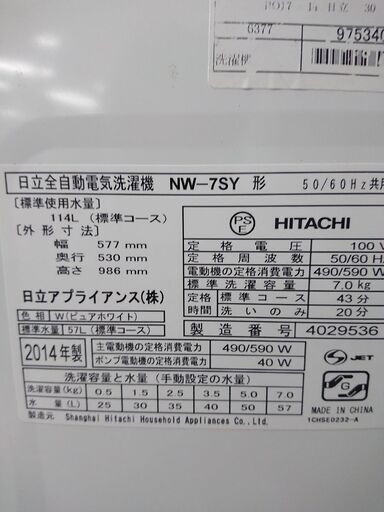 PO17 14 日立 30
6377
975340
洗濯機
日立全自動電気洗濯機 NW-7SY 形 50/60Hz共用
[標準使用水量]
114L (標準コース)
[外形寸法]
幅 577 mm
奥行 530 mm
高さ 986 mm
日立アプライアンス(株)
色相 W(ピュアホワイト)
標準水量 57L(標準コース)
PS
E
HITACHI
定格電圧 100 V
定格周波数 50/60 H
電動機の定格消費電力 490/590 W
標準洗濯容量 7.0 kg
定格時間 標準コース 43分
洗いのみ 20分
製造番号 4029536
2014年製
主電動機の定格消費電力 490/590 W
ポンプ電動機の定格消費電力 40 W
洗濯容量と水量 (手動設定の水量)
洗濯容量(kg) 0.5 1.5 2.5 3.5 5.0 7.0
水量(L) 25 30 35 40 50 57
製造元 Shanghai Hitachi Household Appliances Co.,Ltd.
S JET
G
MADE IN CHINA
1CHSE0232-A